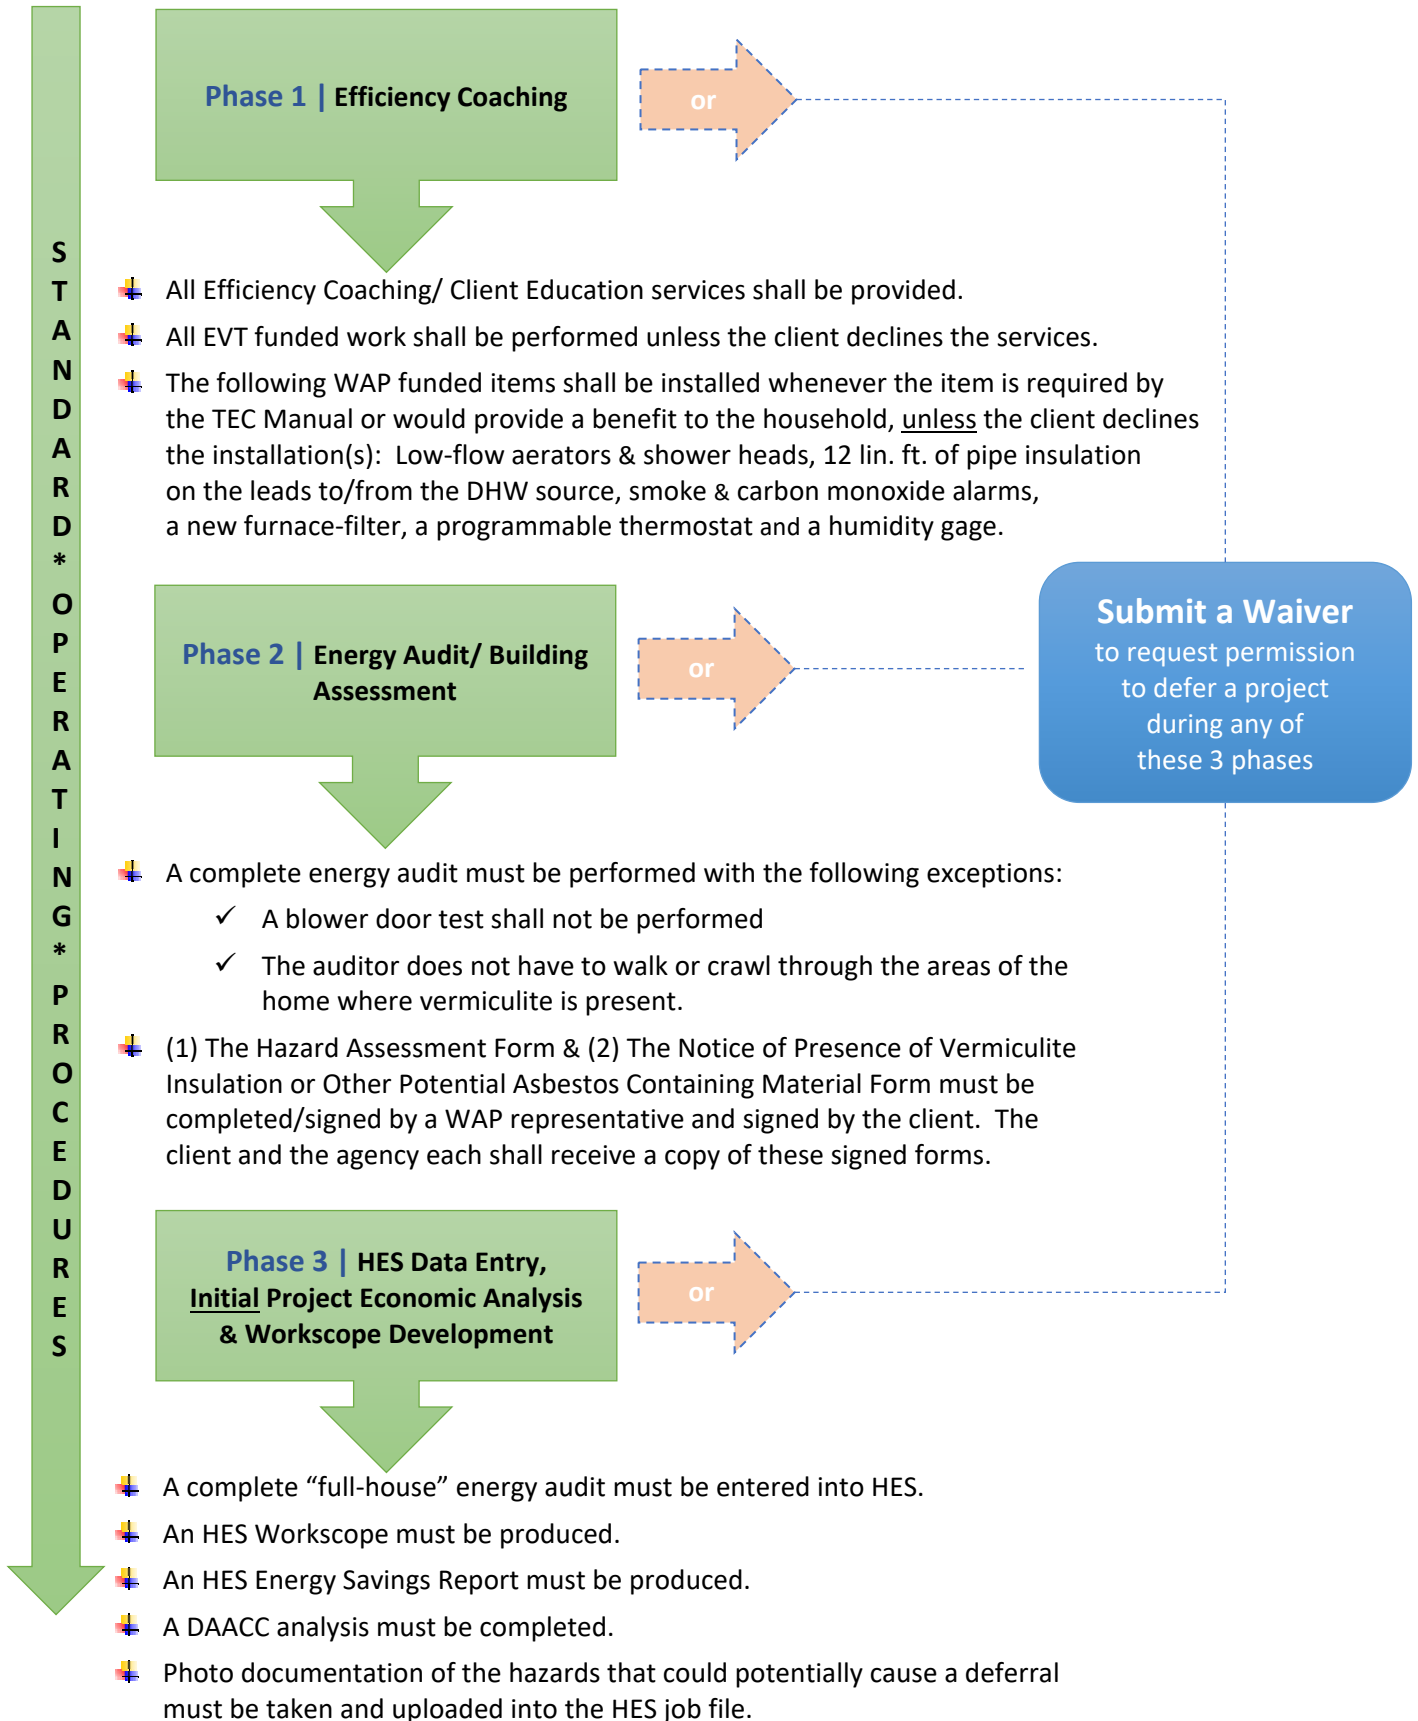 Phase 1 | Efficiency Coaching
or
All Efficiency Coaching/ Client Education services shall be provided.
All EVT funded work shall be performed unless the client declines the services.
The following WAP funded items shall be installed whenever the item is required by
the TEC Manual or would provide a benefit to the household, unless the client declines
the installation(s):  Low-flow aerators & shower heads, 12 lin. ft. of pipe insulation
on the leads to/from the DHW source, smoke & carbon monoxide alarms,
a new furnace-filter, a programmable thermostat and a humidity gage.
Phase 2 | Energy Audit/ Building
Assessment
or
Submit a Waiver
to request permission
to defer a project
during any of
these 3 phases
A complete energy audit must be performed with the following exceptions:
✓ A blower door test shall not be performed
✓ The auditor does not have to walk or crawl through the areas of the
home where vermiculite is present.
(1) The Hazard Assessment Form & (2) The Notice of Presence of Vermiculite
Insulation or Other Potential Asbestos Containing Material Form must be
completed/signed by a WAP representative and signed by the client.  The
client and the agency each shall receive a copy of these signed forms.
Phase 3 | HES Data Entry,
Initial Project Economic Analysis
& Workscope Development
or
A complete “full-house” energy audit must be entered into HES.
An HES Workscope must be produced.
An HES Energy Savings Report must be produced.
A DAACC analysis must be completed.
Photo documentation of the hazards that could potentially cause a deferral
must be taken and uploaded into the HES job file.
STANDARD*OPERATING*PROCEDURES